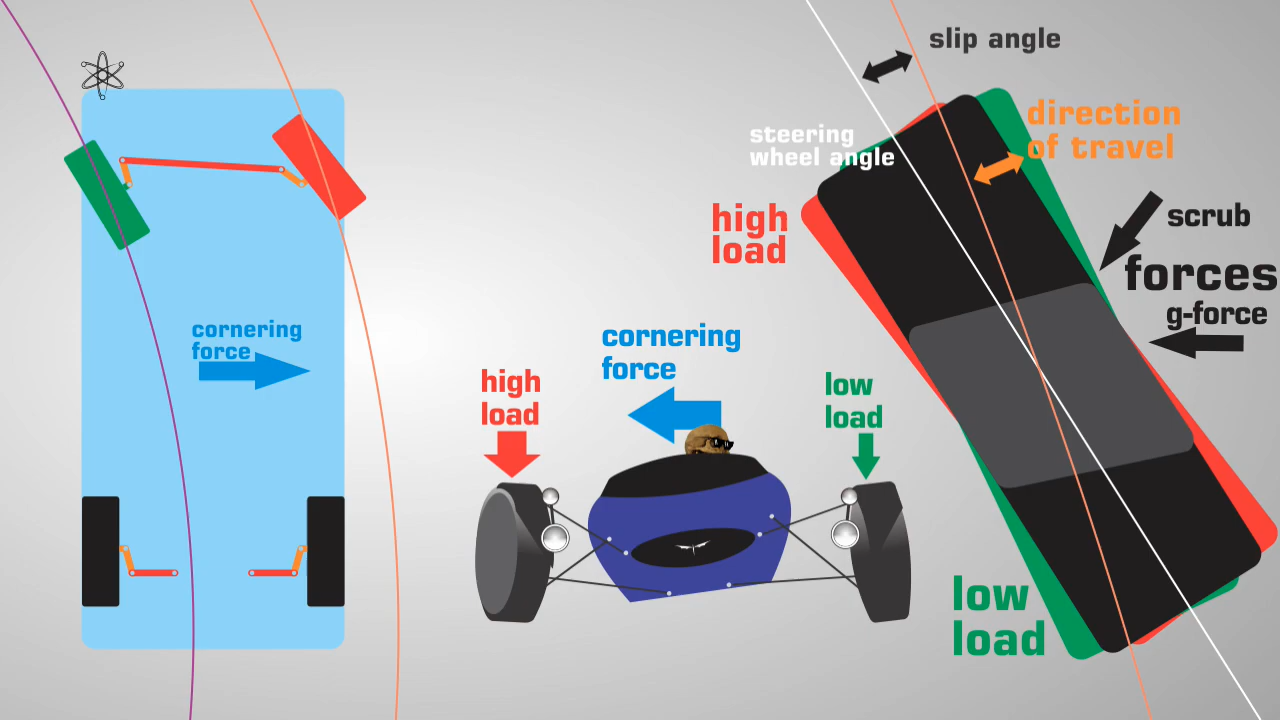 cornering
force
high
load
cornering
force
low
load
slip angle
steering
wheel angle
direction
of travel
high
load
scrub
forces
g-force
low
load